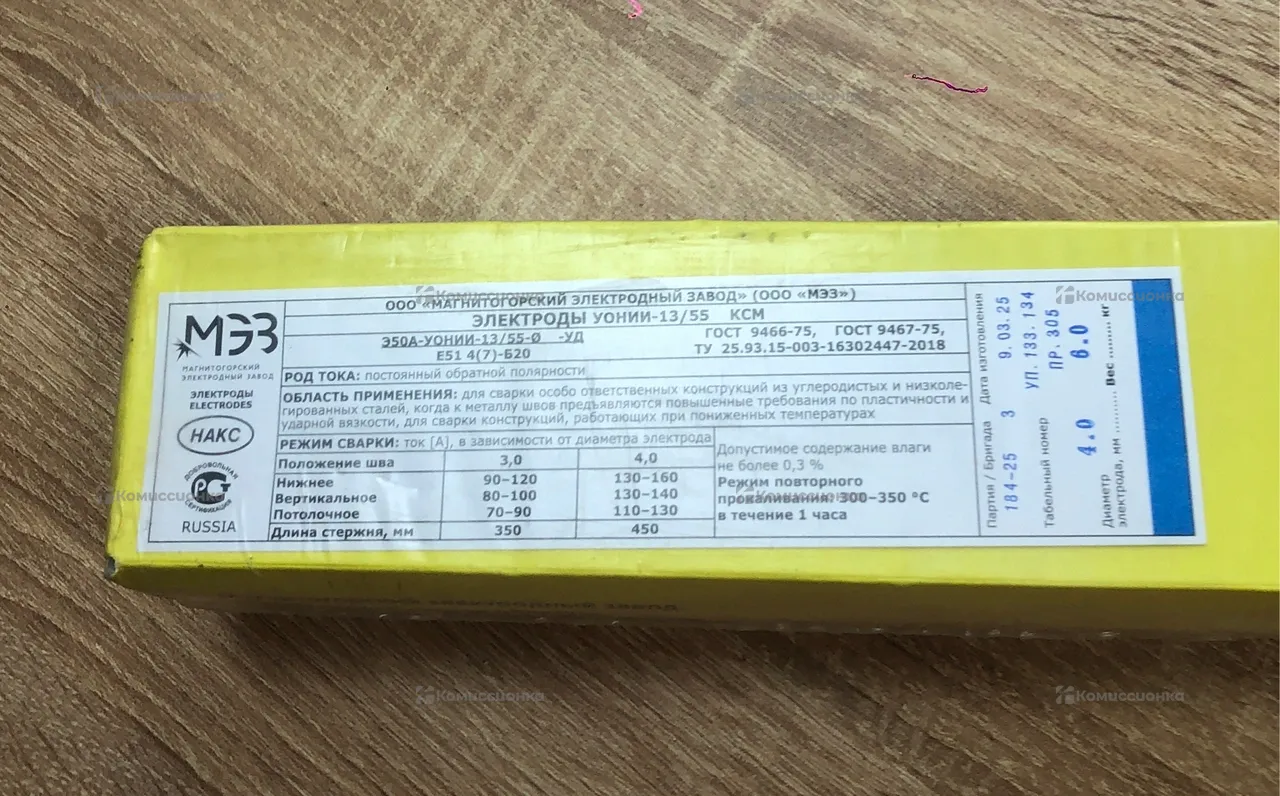 ООО «МАГНИТОГОРСКИЙ ЭЛЕКТРОДНЫЙ ЗАВОД» (ООО «МЭЗ»)
ЭЛЕКТРОДЫ УОНИИ-13/55 КСМ
Э50А-УОНИИ-13/55-Ø -УД
Е51 4(7)-Б20
ГОСТ 9466-75, ГОСТ 9467-75,
ТУ 25.93.15-003-16302447-2018
МЭЗ
МАГНИТОГОРСКИЙ
ЭЛЕКТРОДНЫЙ ЗАВОД
ЭЛЕКТРОДЫ
ELECTRODES
НАКС
ДОБРОВОЛЬНАЯ
РСТ
СЕРТИФИКАЦИЯ
RUSSIA
РОД ТОКА: постоянный обратной полярности
ОБЛАСТЬ ПРИМЕНЕНИЯ: для сварки особо ответственных конструкций из углеродистых и низколе-
гированных сталей, когда к металлу швов предъявляются повышенные требования по пластичности и
ударной вязкости, для сварки конструкций, работающих при пониженных температурах
РЕЖИМ СВАРКИ: ток [А], в зависимости от диаметра электрода
Положение шва 3,0 4,0
Нижнее 90–120 130–160
Вертикальное 80–100 130–140
Потолочное 70–90 110–130
Длина стержня, мм 350 450
Допустимое содержание влаги
не более 0,3 %
Режим повторного
прокаливания: 300–350 °С
в течение 1 часа
Партия / Бригада Дата изготовления
184-25 3 9.03.25
УП.133.134
Табельный номер ПР.305
4.0 6.0
Диаметр
электрода, мм Вес кг
Комиссионка
Комиссионка
Комиссионка
Комиссионка
Комиссионка
Комиссионка